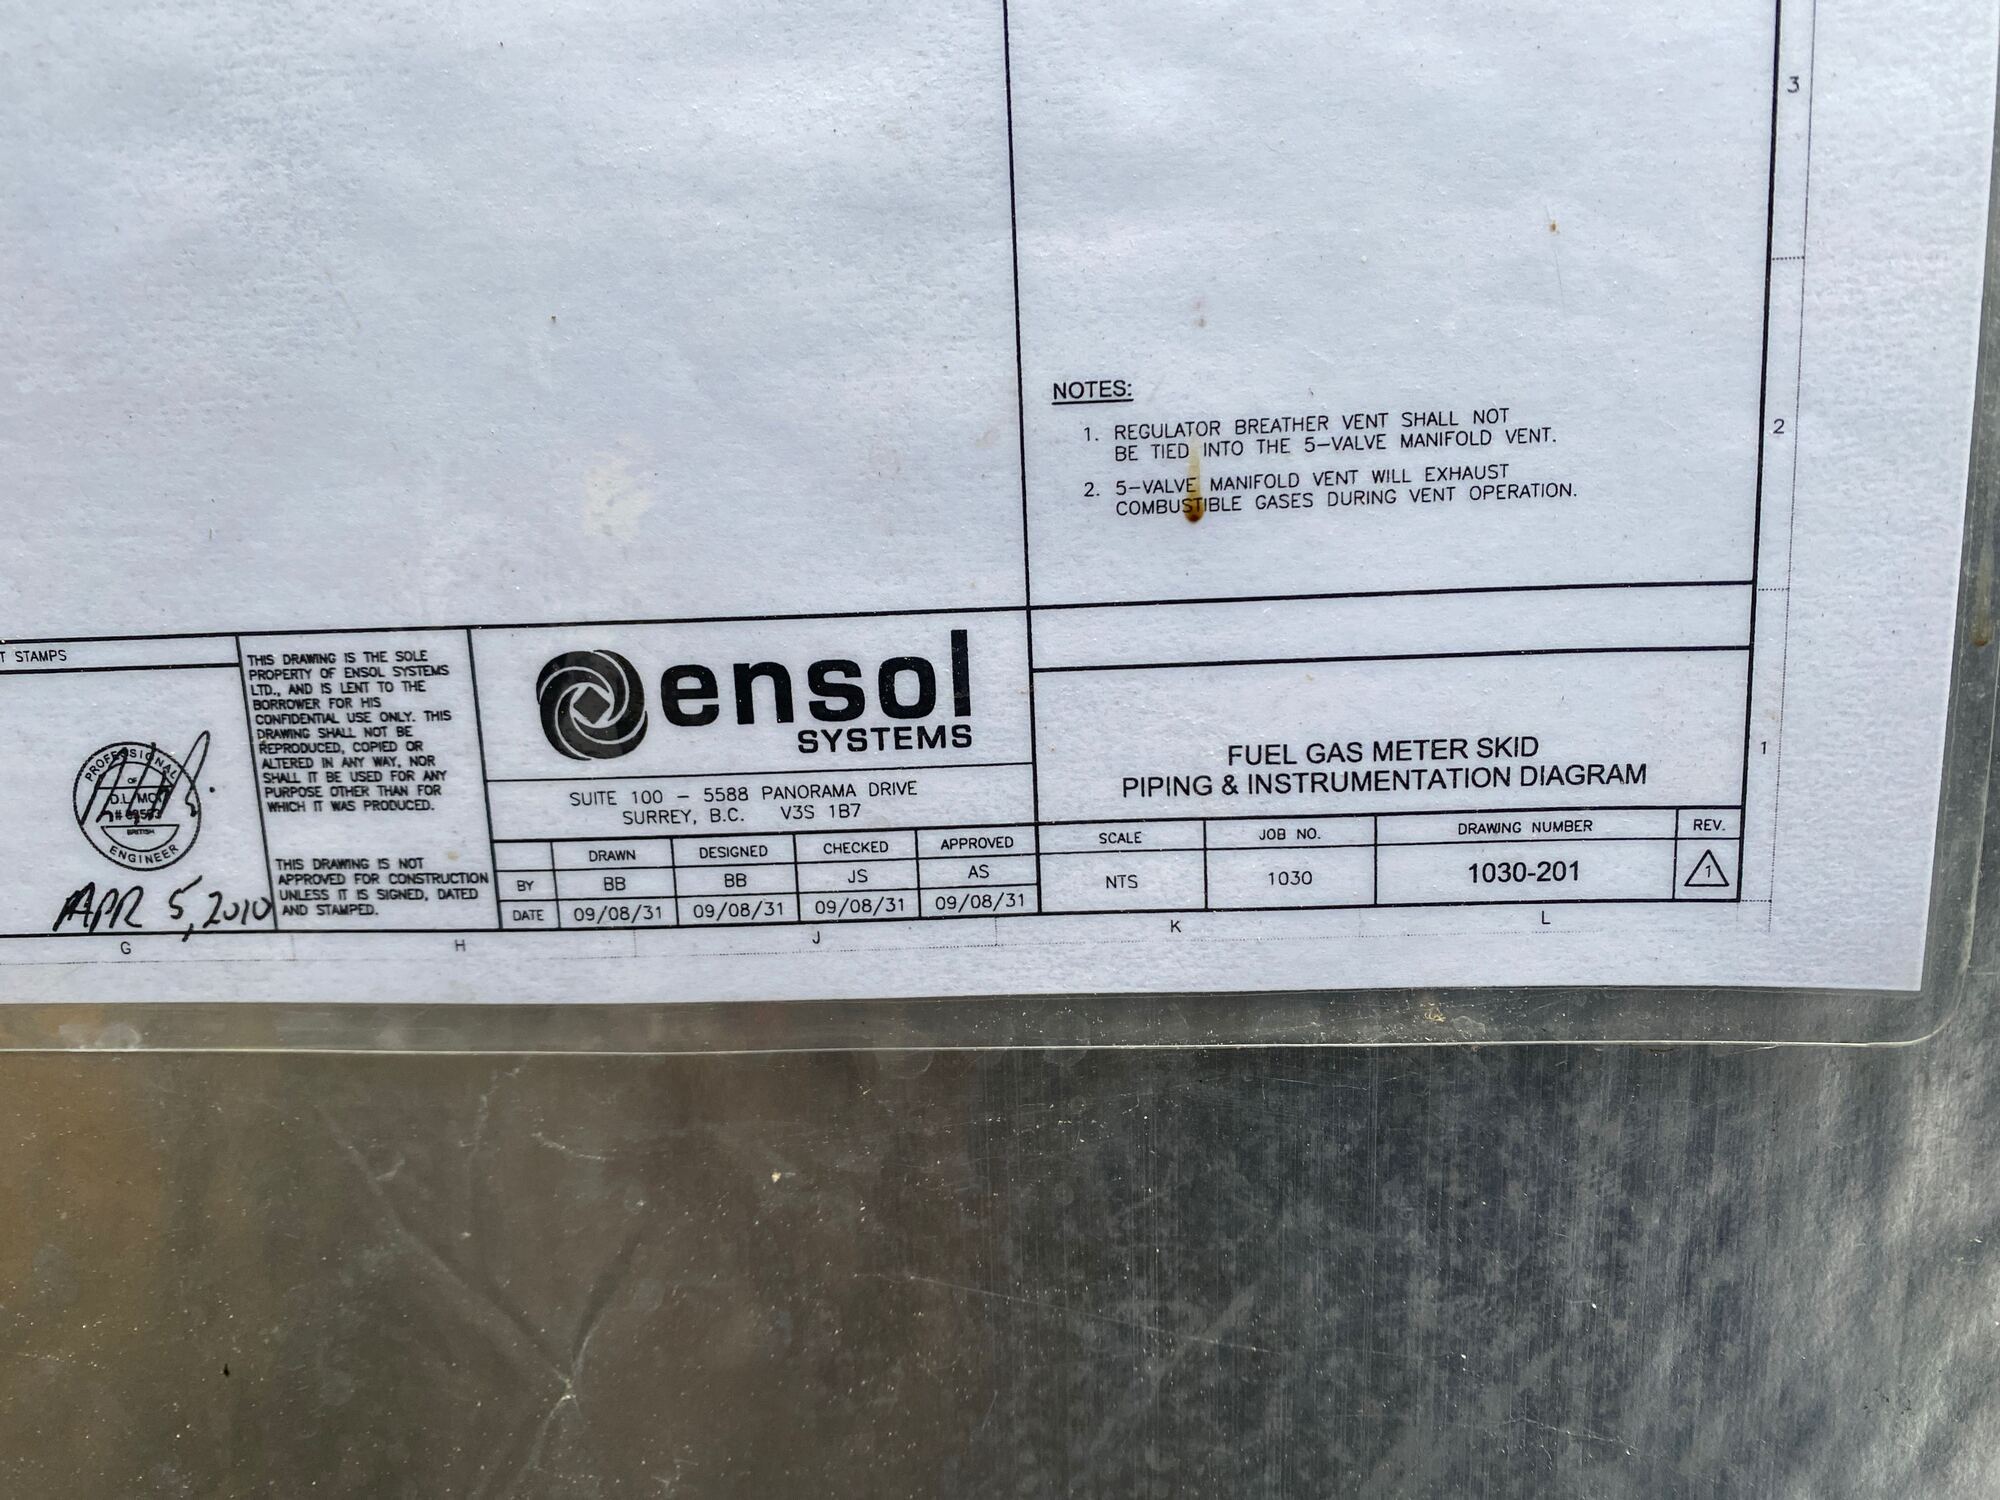 3
NOTES:
1. REGULATOR BREATHER VENT SHALL NOT
BE TIED INTO THE 5-VALVE MANIFOLD VENT.
2. 5-VALVE MANIFOLD VENT WILL EXHAUST
COMBUSTIBLE GASES DURING VENT OPERATION.
2
T STAMPS
PROFESSIONAL
OF
D.L.
BRITISH
ENGINEER
APR 5, 2010
THIS DRAWING IS THE SOLE
PROPERTY OF ENSOL SYSTEMS
LTD., AND IS LENT TO THE
BORROWER FOR HIS
CONFIDENTIAL USE ONLY. THIS
DRAWING SHALL NOT BE
REPRODUCED, COPIED OR
ALTERED IN ANY WAY, NOR
SHALL IT BE USED FOR ANY
PURPOSE OTHER THAN FOR
WHICH IT WAS PRODUCED.
THIS DRAWING IS NOT
APPROVED FOR CONSTRUCTION
UNLESS IT IS SIGNED, DATED
AND STAMPED.
ensol
SYSTEMS
SUITE 100 - 5588 PANORAMA DRIVE
SURREY, B.C. V3S 1B7
DRAWN DESIGNED CHECKED APPROVED
BY BB BB JS AS
DATE 09/08/31 09/08/31 09/08/31 09/08/31
FUEL GAS METER SKID
PIPING & INSTRUMENTATION DIAGRAM
1
SCALE JOB NO. DRAWING NUMBER REV.
NTS 1030 1030-201 1
G H J K L